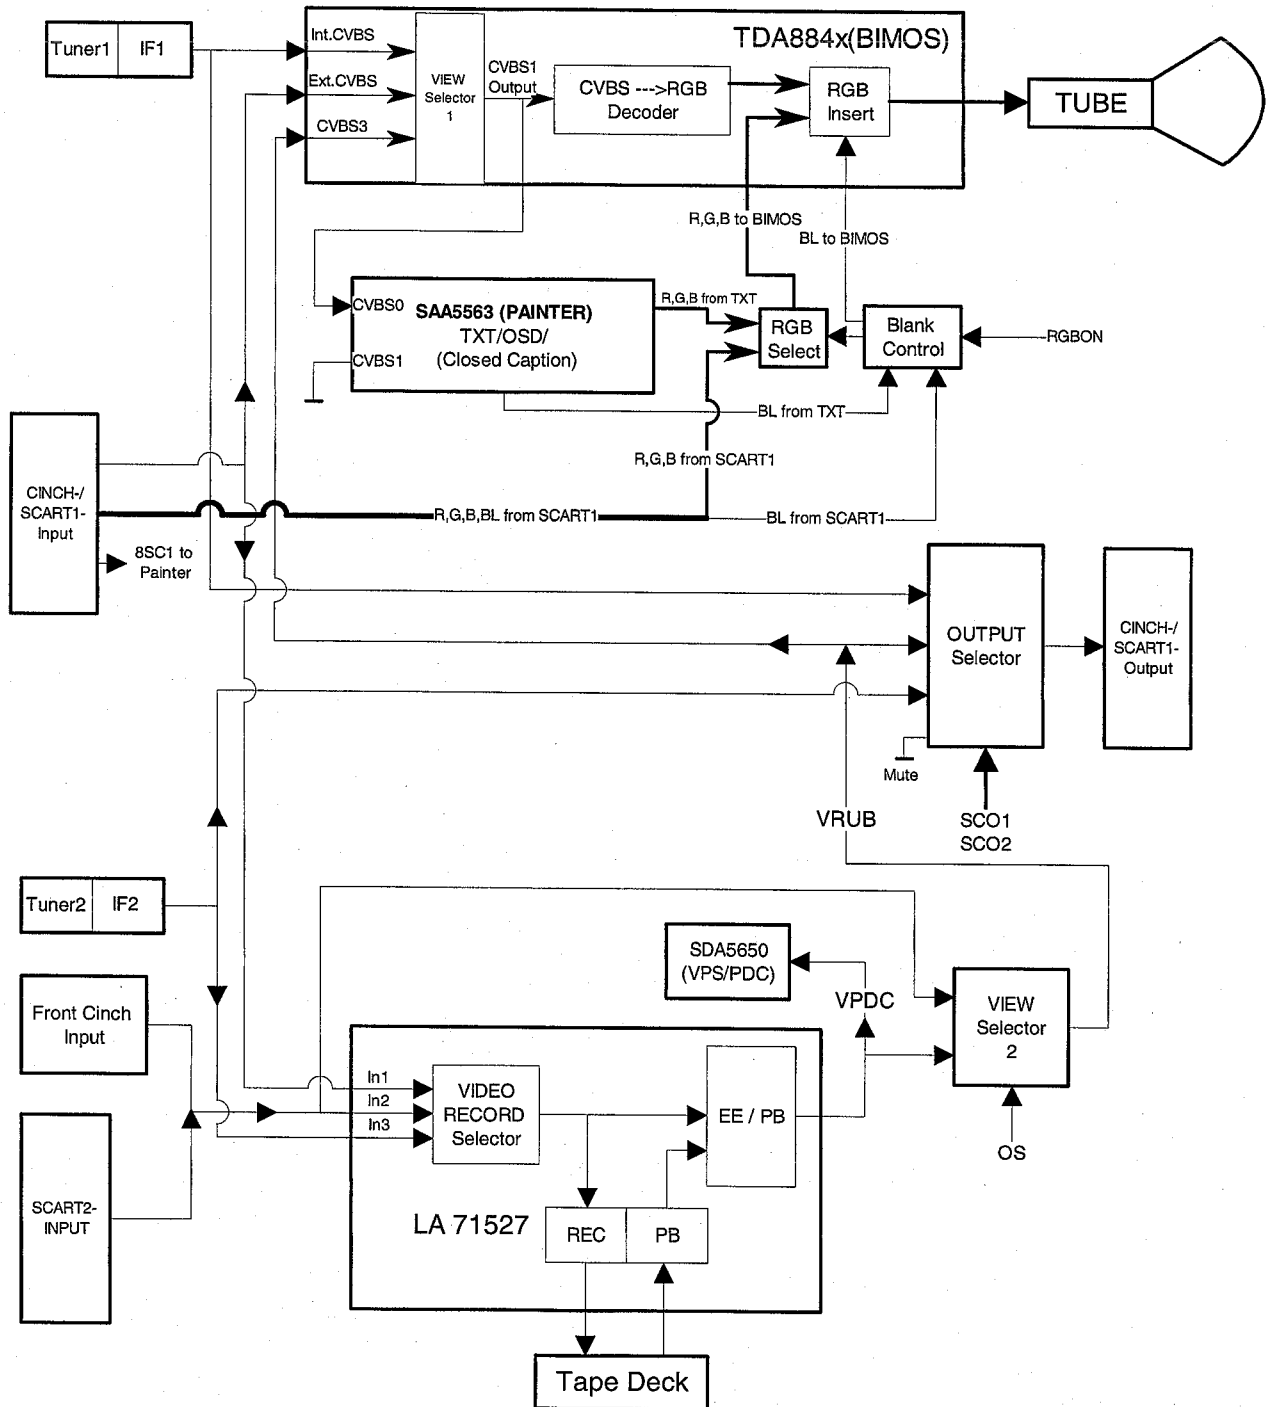 Tuner1
IF1
Int.CVBS
Ext.CVBS
CVBS3
VIEW
Selector
1
CVBS1
Output
TDA884x(BIMOS)
CVBS --->RGB
Decoder
RGB
Insert
TUBE
R,G,B to BIMOS
BL to BIMOS
CVBS0
CVBS1
SAA5563 (PAINTER)
TXT/OSD/
(Closed Caption)
R,G,B from TXT
RGB
Select
Blank
Control
RGBON
BL from TXT
R,G,B from SCART1
CINCH-/
SCART1-
Input
R,G,B,BL from SCART1
BL from SCART1
8SC1 to
Painter
OUTPUT
Selector
CINCH-/
SCART1-
Output
Mute
VRUB
SCO1
SCO2
Tuner2
IF2
SDA5650
(VPS/PDC)
VPDC
VIEW
Selector
2
OS
Front Cinch
Input
In1
In2
In3
VIDEO
RECORD
Selector
EE / PB
SCART2-
INPUT
LA 71527
REC
PB
Tape Deck